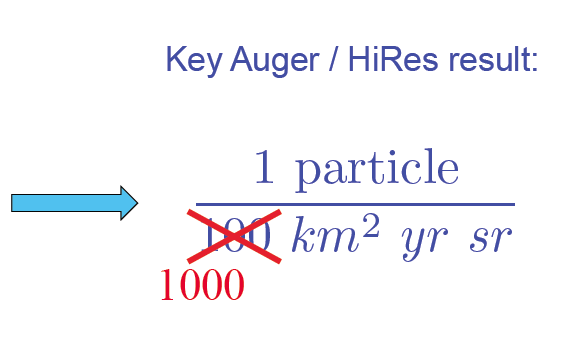 Key Auger / HiRes result:
1 particle
100 km² yr sr
1000